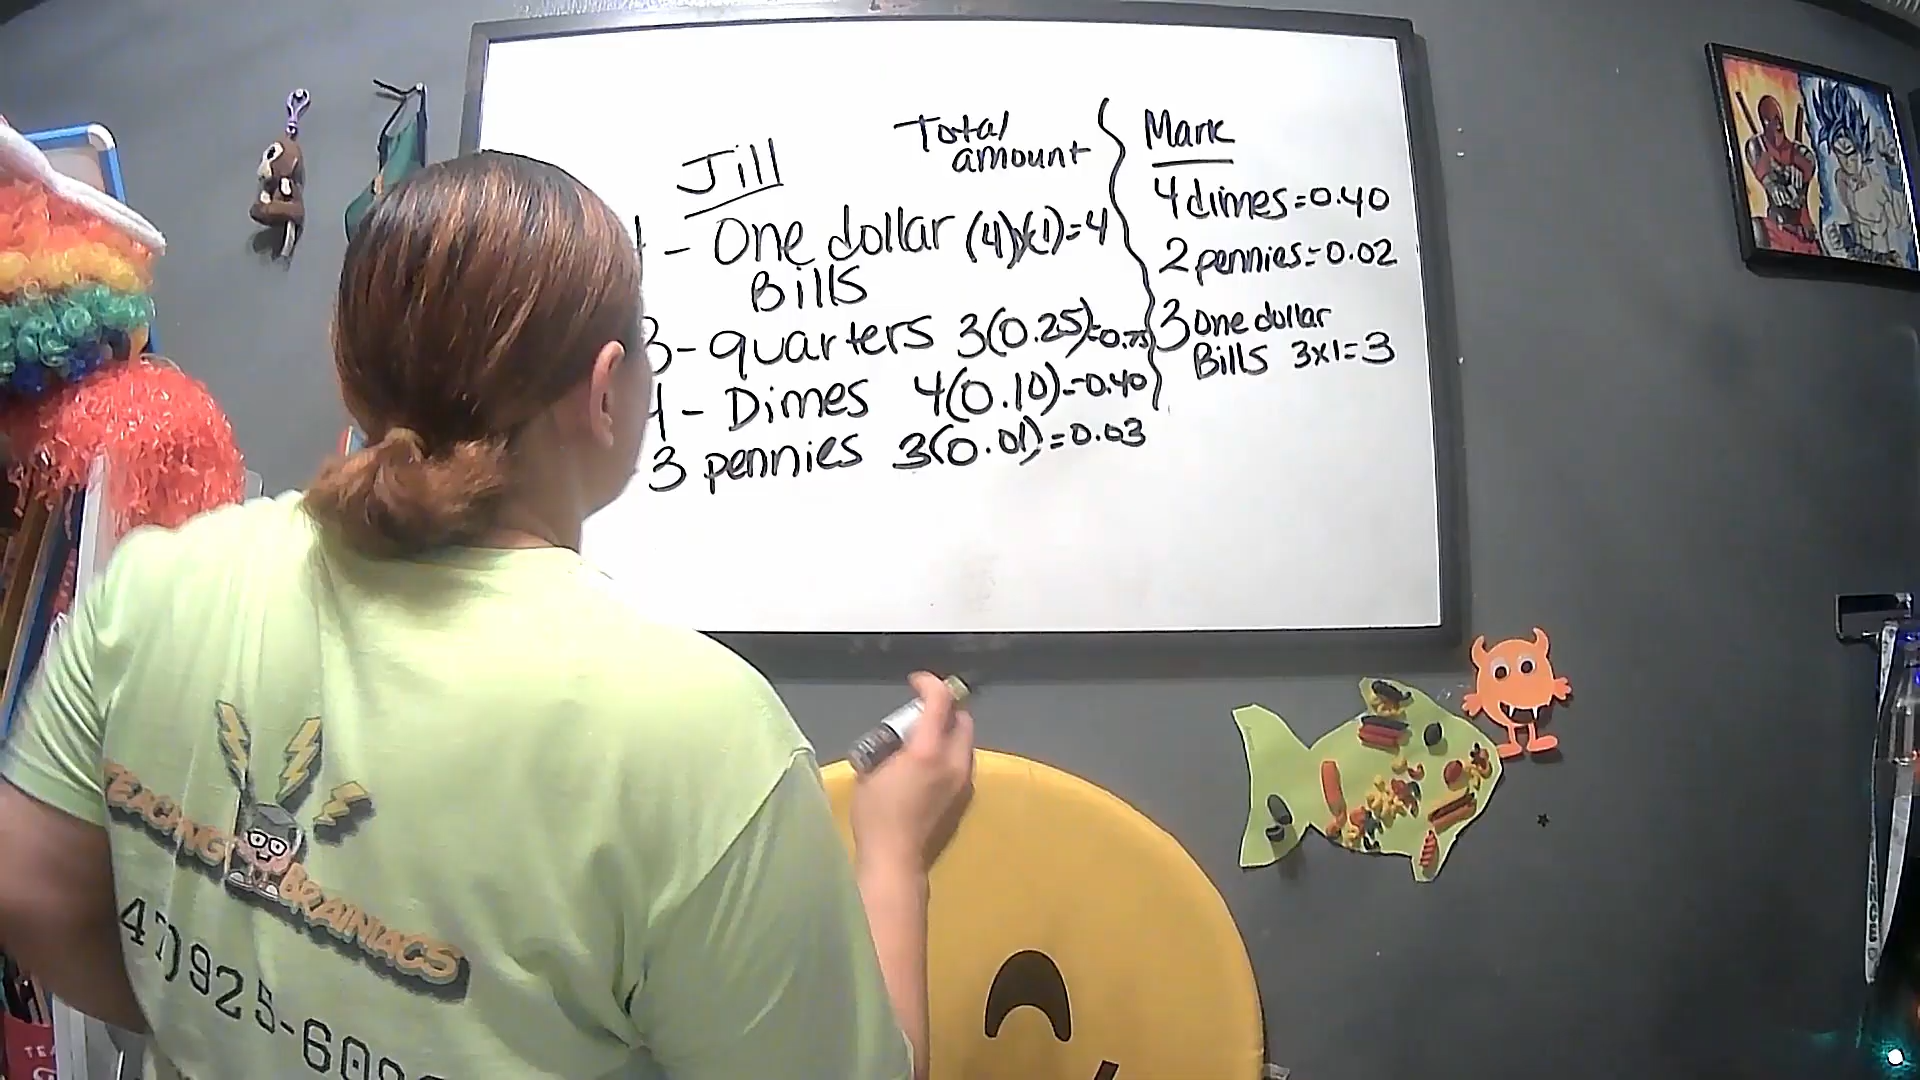 Jill
Total
amount
- One dollar (4)(1)=4
Bills
3-quarters 3(0.25)=0.75
4 - Dimes 4(0.10)=0.40
3 pennies 3(0.01)=0.03
Mark
4 dimes=0.40
2 pennies=0.02
3 One dollar
Bills 3x1=3
TEACHING
BRAINIACS
925-60